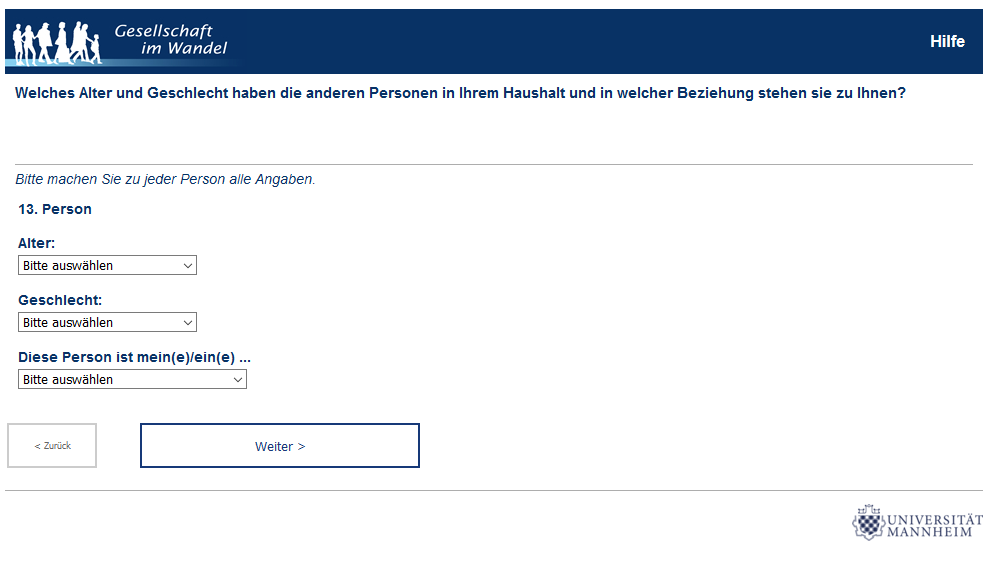 Gesellschaft
im Wandel
Hilfe
Welches Alter und Geschlecht haben die anderen Personen in Ihrem Haushalt und in welcher Beziehung stehen sie zu Ihnen?
Bitte machen Sie zu jeder Person alle Angaben.
13. Person
Alter:
Bitte auswählen
Geschlecht:
Bitte auswählen
Diese Person ist mein(e)/ein(e) ...
Bitte auswählen
< Zurück
Weiter >
UNIVERSITÄT
MANNHEIM